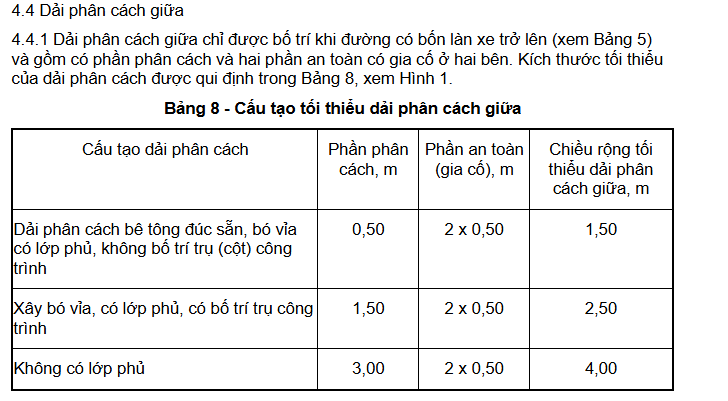 4.4 Dải phân cách giữa
4.4.1 Dải phân cách giữa chỉ được bố trí khi đường có bốn làn xe trở lên (xem Bảng 5)
và gồm có phần phân cách và hai phần an toàn có gia cố ở hai bên. Kích thước tối thiểu
của dải phân cách được qui định trong Bảng 8, xem Hình 1.
Bảng 8 - Cấu tạo tối thiểu dải phân cách giữa
Cấu tạo dải phân cách
Phần phân
cách, m
Phần an toàn
(gia cố), m
Chiều rộng tối
thiểu dải phân
cách giữa, m
Dải phân cách bê tông đúc sẵn, bó vỉa
có lớp phủ, không bố trí trụ (cột) công
trình
0,50
2 x 0,50
1,50
Xây bó vỉa, có lớp phủ, có bố trí trụ công
trình
1,50
2 x 0,50
2,50
Không có lớp phủ
3,00
2 x 0,50
4,00